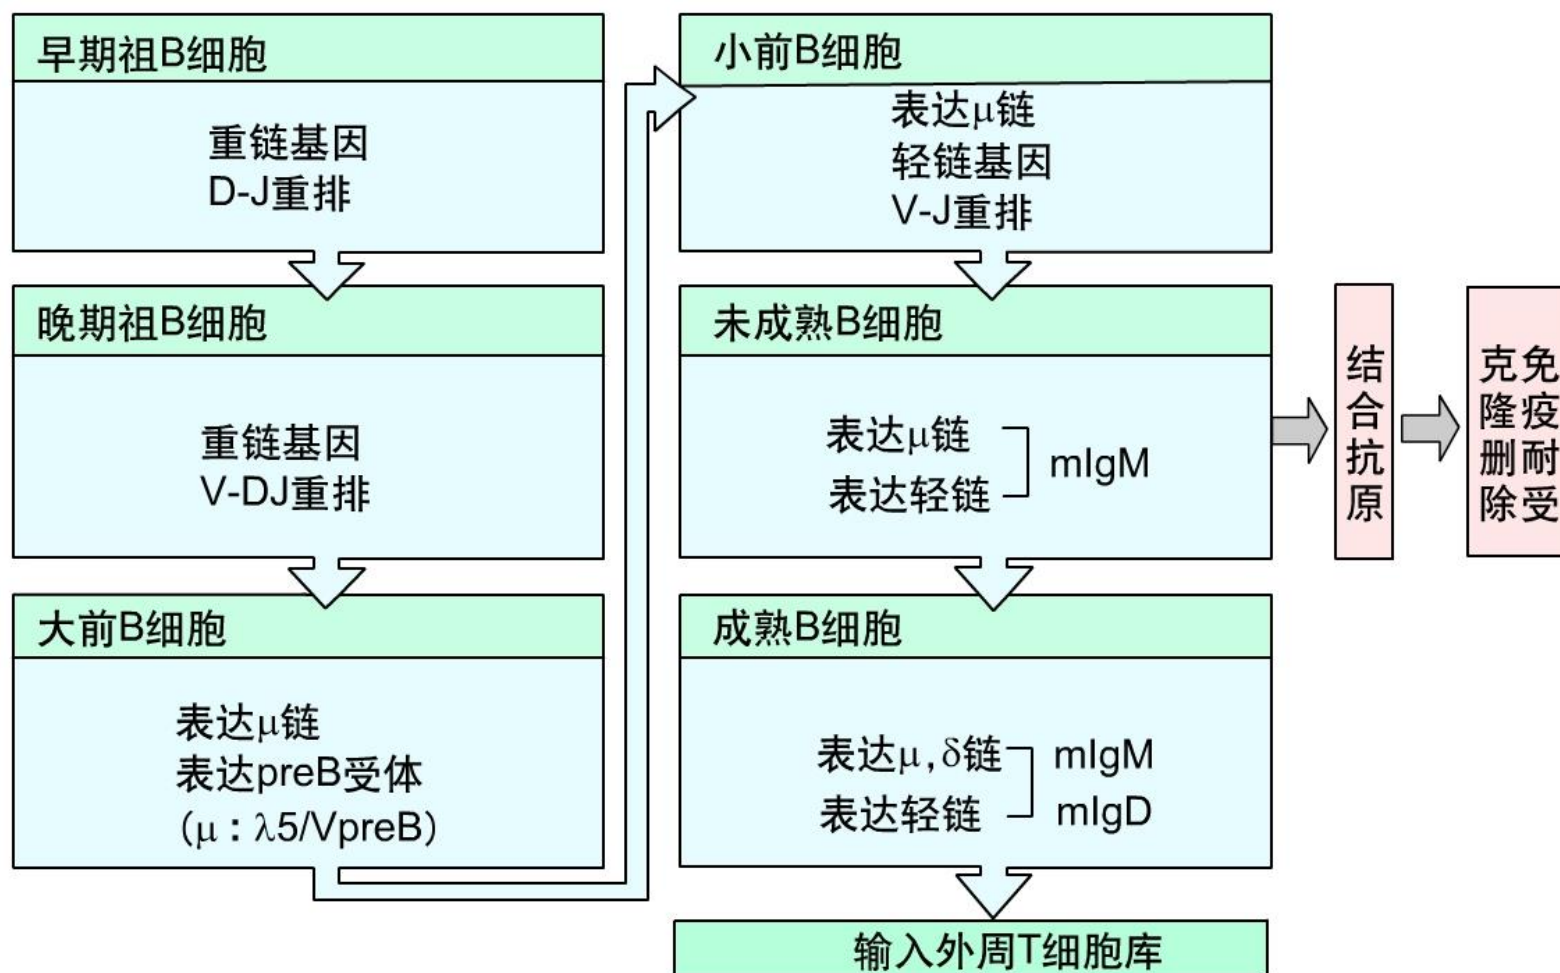 早期祖B细胞
重链基因
D-J重排
晚期祖B细胞
重链基因
V-DJ重排
大前B细胞
表达μ链
表达preB受体
(μ：λ5/VpreB)
小前B细胞
表达μ链
轻链基因
V-J重排
未成熟B细胞
表达μ链
表达轻链
mIgM
结合抗原
克隆删除
免疫耐受
成熟B细胞
表达μ,δ链
表达轻链
mIgM
mIgD
输入外周T细胞库